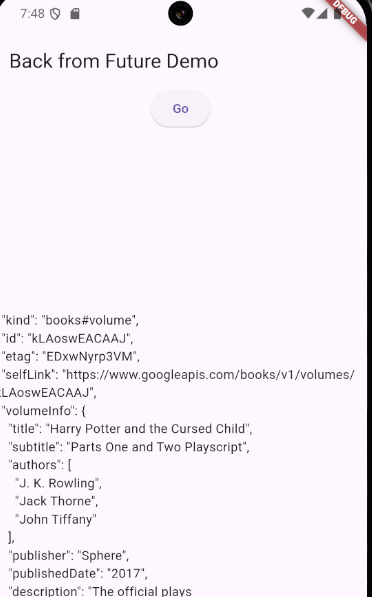 7:48
DEBUG
Back from Future Demo
Go
"kind": "books#volume",
"id": "kLAoswEACAAJ",
"etag": "EDxwNyrp3VM",
"selfLink": "https://www.googleapis.com/books/v1/volumes/
kLAoswEACAAJ",
"volumeInfo": {
"title": "Harry Potter and the Cursed Child",
"subtitle": "Parts One and Two Playscript",
"authors": [
"J. K. Rowling",
"Jack Thorne",
"John Tiffany"
],
"publisher": "Sphere",
"publishedDate": "2017",
"description": "The official plays